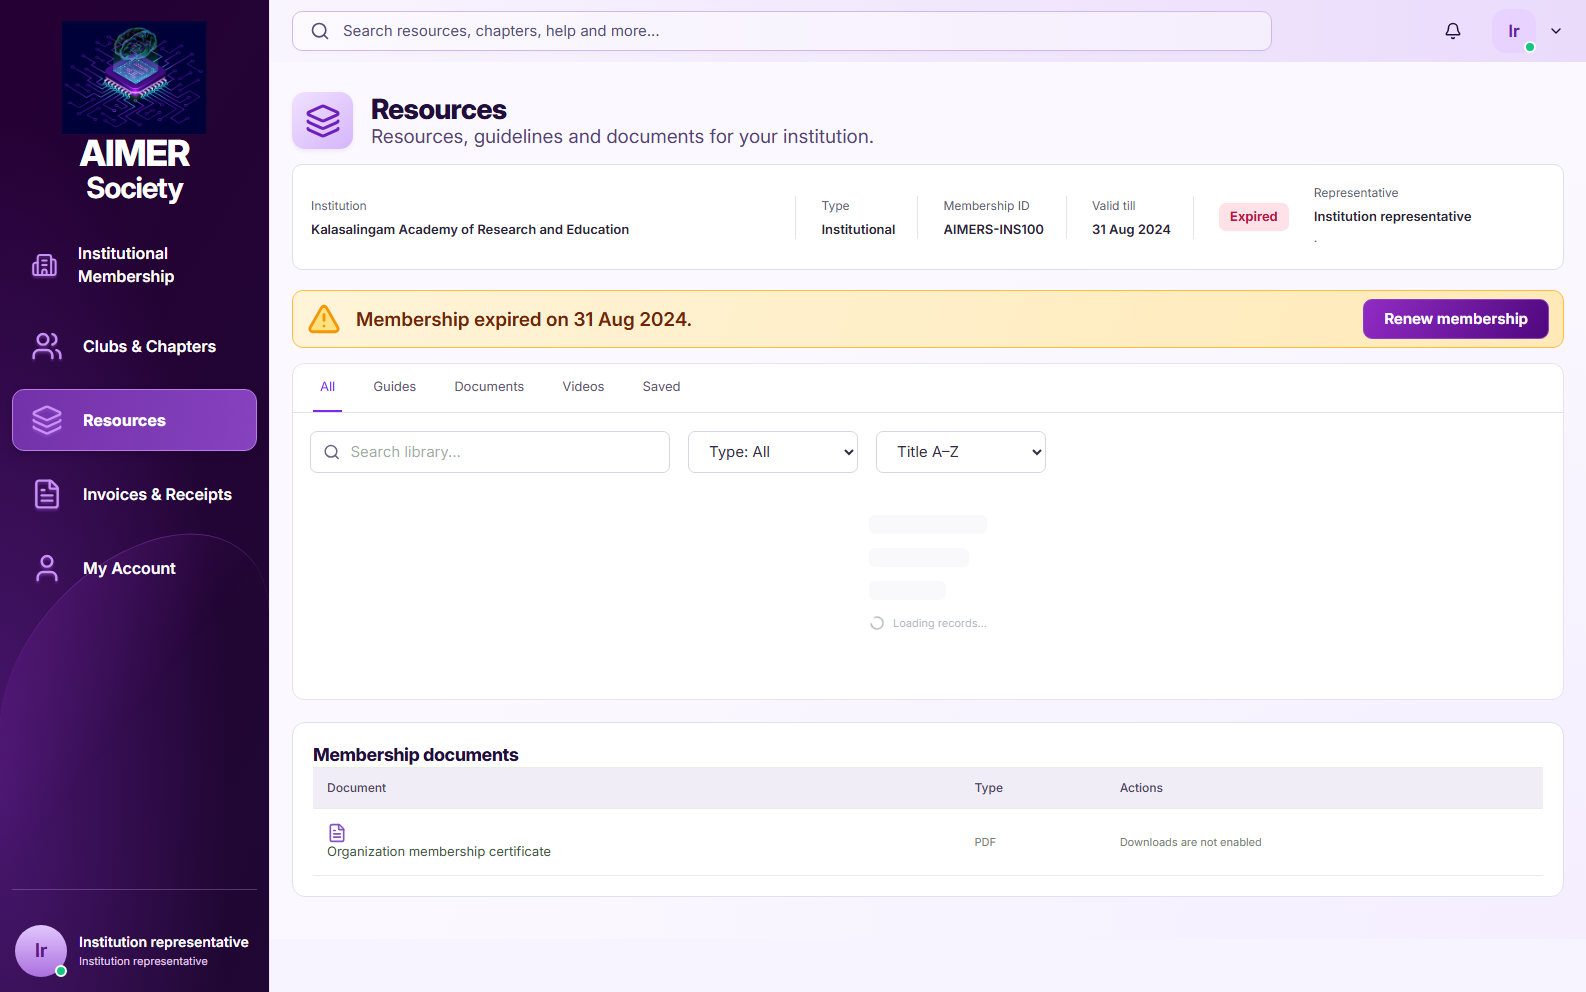 AIMER
Society
Institutional
Membership
Clubs & Chapters
Resources
Invoices & Receipts
My Account
Ir
Institution representative
Institution representative
Search resources, chapters, help and more...
Ir
Resources
Resources, guidelines and documents for your institution.
Institution
Kalasalingam Academy of Research and Education
Type
Institutional
Membership ID
AIMERS-INS100
Valid till
31 Aug 2024
Expired
Representative
Institution representative
.
Membership expired on 31 Aug 2024.
Renew membership
All Guides Documents Videos Saved
Search library...
Type: All
Title A–Z
Loading records...
Membership documents
Document Type Actions
Organization membership certificate
PDF
Downloads are not enabled